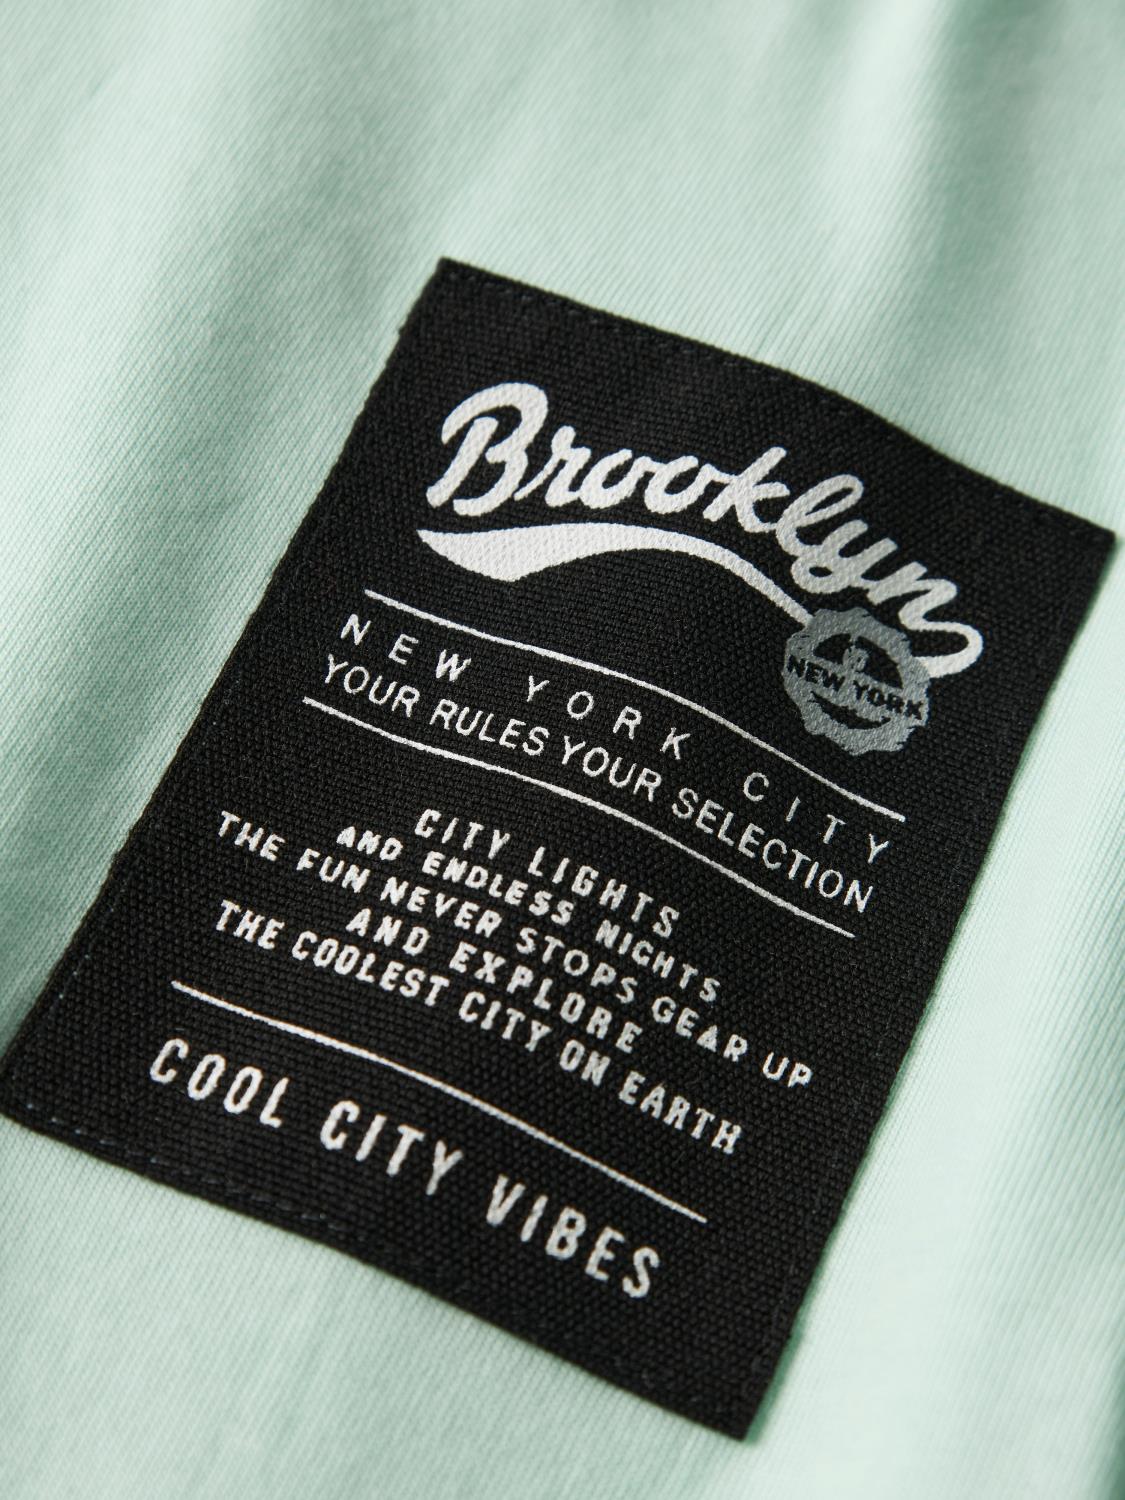 Brooklyn
NEW YORK
NEW YORK CITY
YOUR RULES YOUR SELECTION
CITY LIGHTS
AND ENDLESS NIGHTS
THE FUN NEVER STOPS GEAR UP
AND EXPLORE
THE COOLEST CITY ON EARTH
COOL CITY VIBES